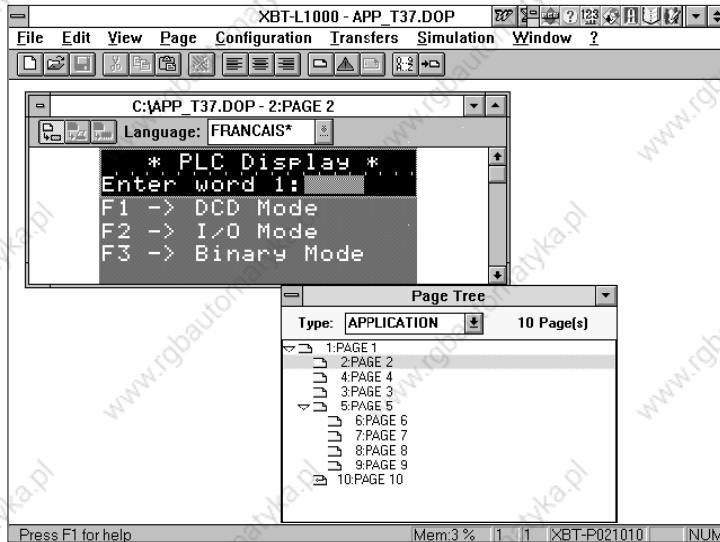 XBT-L1000 - APP_T37.DOP
File Edit View Page Configuration Transfers Simulation Window ?
C:\APP_T37.DOP - 2:PAGE 2
Language: FRANCAIS*
* PLC Display *
Enter word 1:
F1 -> DCD Mode
F2 -> I/O Mode
F3 -> Binary Mode
Page Tree
Type: APPLICATION 10 Page(s)
1:PAGE 1
2:PAGE 2
4:PAGE 4
3:PAGE 3
5:PAGE 5
6:PAGE 6
7:PAGE 7
8:PAGE 8
9:PAGE 9
10:PAGE 10
Press F1 for help Mem:3 % 1 1 XBT-P021010 NUM
www.rgbautomatyka.pl